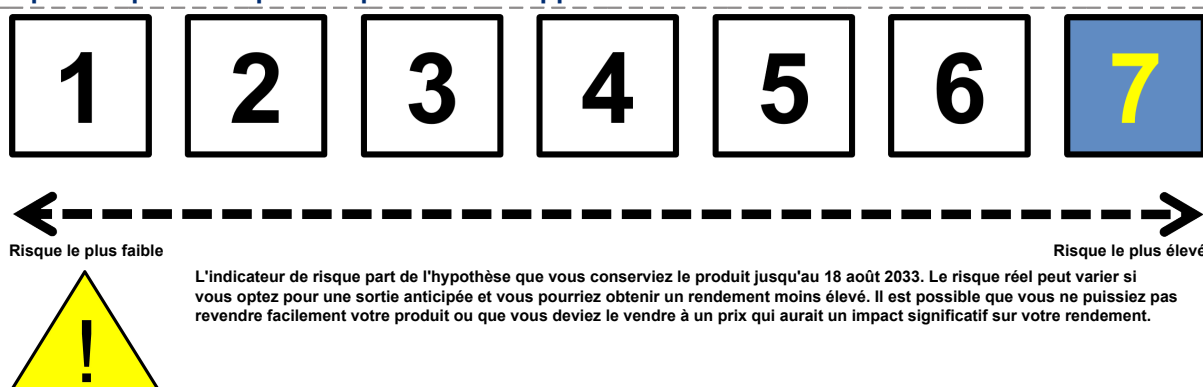 1 2 3 4 5 6 7
Risque le plus faible Risque le plus élevé
L'indicateur de risque part de l'hypothèse que vous conserviez le produit jusqu'au 18 août 2033. Le risque réel peut varier si
vous optez pour une sortie anticipée et vous pourriez obtenir un rendement moins élevé. Il est possible que vous ne puissiez pas
revendre facilement votre produit ou que vous deviez le vendre à un prix qui aurait un impact significatif sur votre rendement.
!